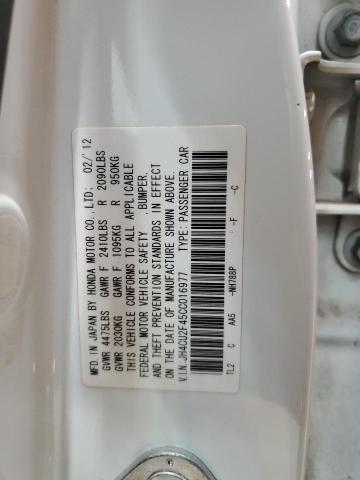 MFD. IN JAPAN BY HONDA MOTOR CO., LTD: 02/'12
GVWR 4475LBS GAWR F 2410LBS R 2090LBS
GVWR 2030KG GAWR F 1095KG R 950KG
THIS VEHICLE CONFORMS TO ALL APPLICABLE
FEDERAL MOTOR VEHICLE SAFETY , BUMPER,
AND THEFT PREVENTION STANDARDS IN EFFECT
ON THE DATE OF MANUFACTURE SHOWN ABOVE.
V.I.N.:JH4CU2F45CC016977 TYPE: PASSENGER CAR
TL2 C AA5 -NH788P -F -C